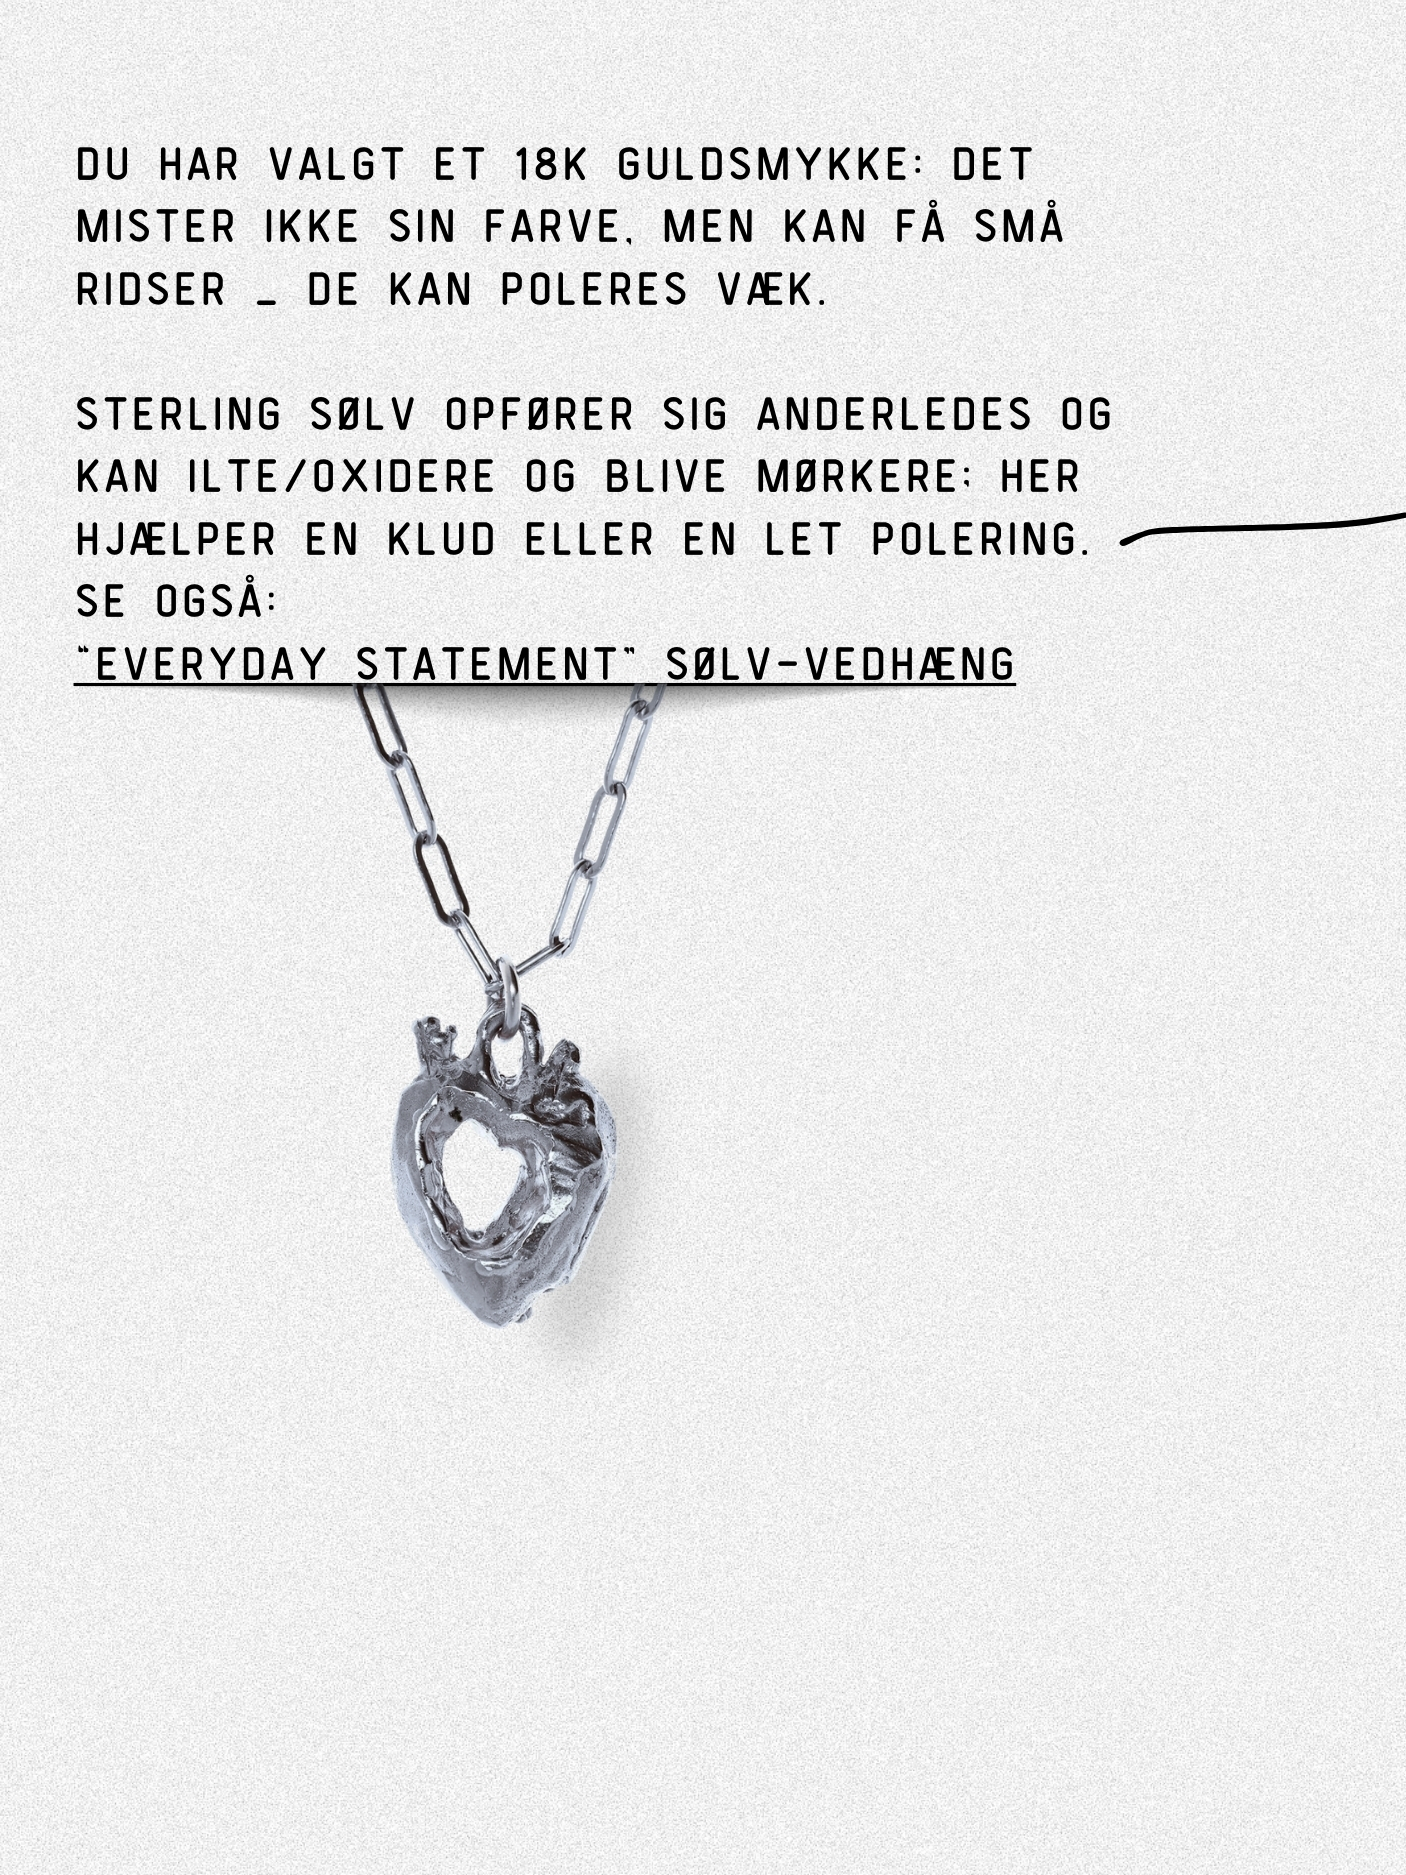 DU HAR VALGT ET 18K GULDSMYKKE: DET
MISTER IKKE SIN FARVE, MEN KAN FÅ SMÅ
RIDSER _ DE KAN POLERES VÆK.
STERLING SØLV OPFØRER SIG ANDERLEDES OG
KAN ILTE/OXIDERE OG BLIVE MØRKERE; HER
HJÆLPER EN KLUD ELLER EN LET POLERING.
SE OGSÅ:
"EVERYDAY STATEMENT" SØLV-VEDHÆNG